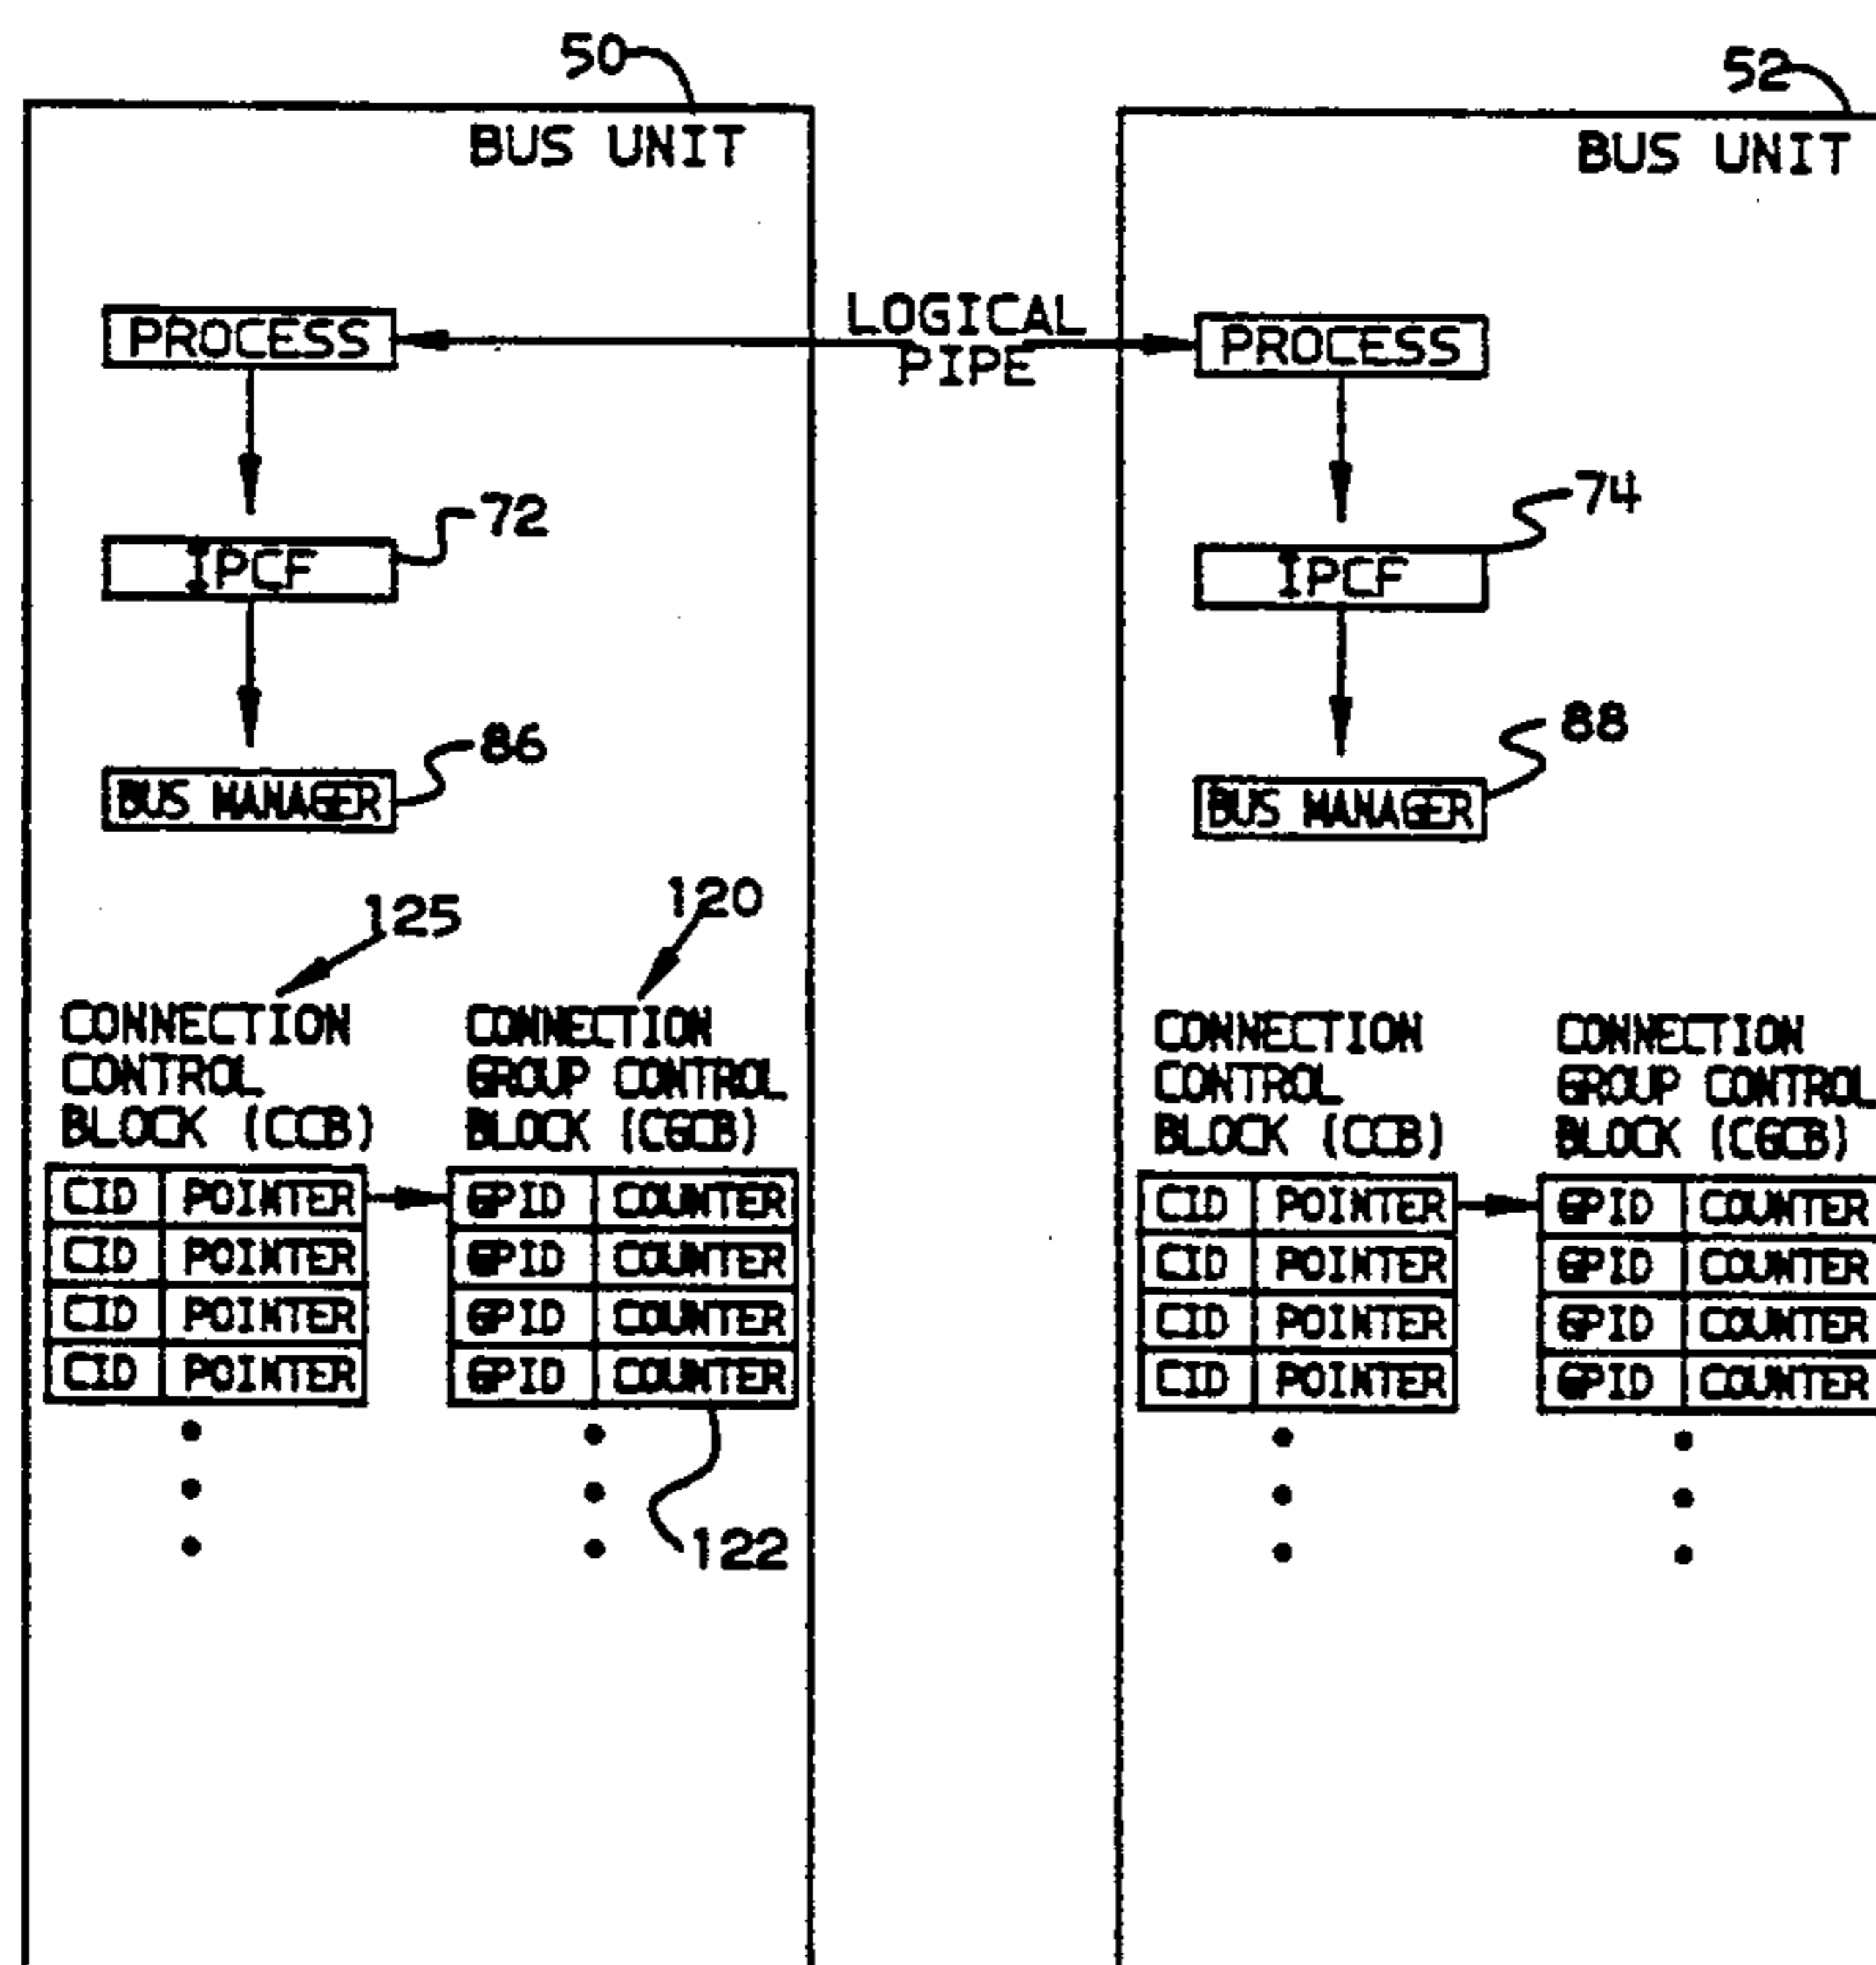 50
BUS UNIT
PROCESS
IPCF
72
BUS MANAGER
86
125
120
CONNECTION
CONTROL
BLOCK (CCB)
CONNECTION
GROUP CONTROL
BLOCK (CGCB)
CID POINTER GPID COUNTER
CID POINTER GPID COUNTER
CID POINTER GPID COUNTER
CID POINTER GPID COUNTER
122
LOGICAL
PIPE
52
BUS UNIT
PROCESS
74
IPCF
88
BUS MANAGER
CONNECTION
CONTROL
BLOCK (CCB)
CONNECTION
GROUP CONTROL
BLOCK (CGCB)
CID POINTER GPID COUNTER
CID POINTER GPID COUNTER
CID POINTER GPID COUNTER
CID POINTER GPID COUNTER